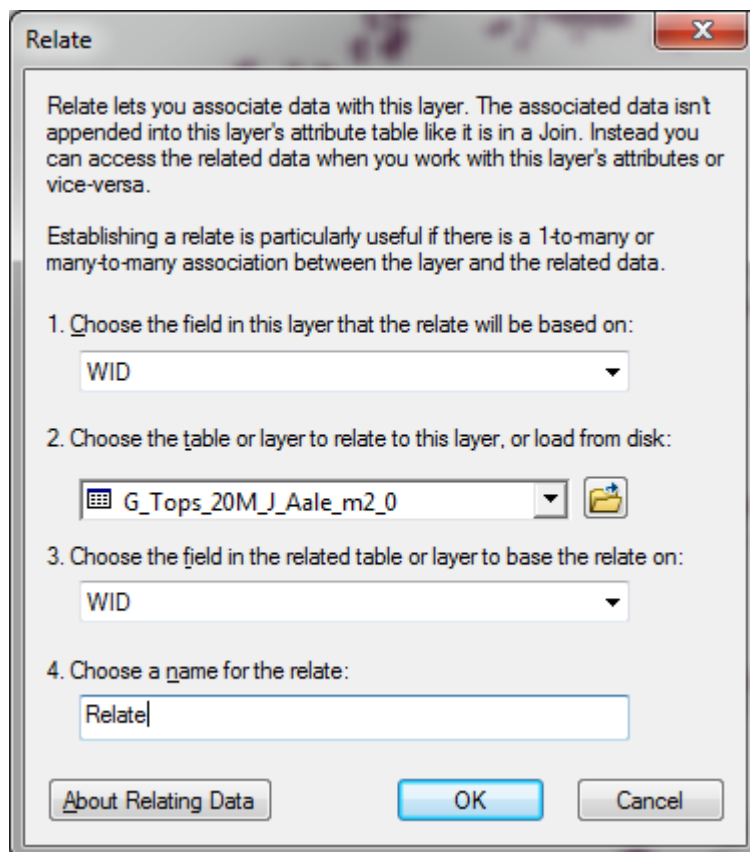 Relate
Relate lets you associate data with this layer. The associated data isn't
appended into this layer's attribute table like it is in a Join. Instead you
can access the related data when you work with this layer's attributes or
vice-versa.
Establishing a relate is particularly useful if there is a 1-to-many or
many-to-many association between the layer and the related data.
1. Choose the field in this layer that the relate will be based on:
WID
2. Choose the table or layer to relate to this layer, or load from disk:
G_Tops_20M_J_Aale_m2_0
3. Choose the field in the related table or layer to base the relate on:
WID
4. Choose a name for the relate:
Relate
About Relating Data OK Cancel